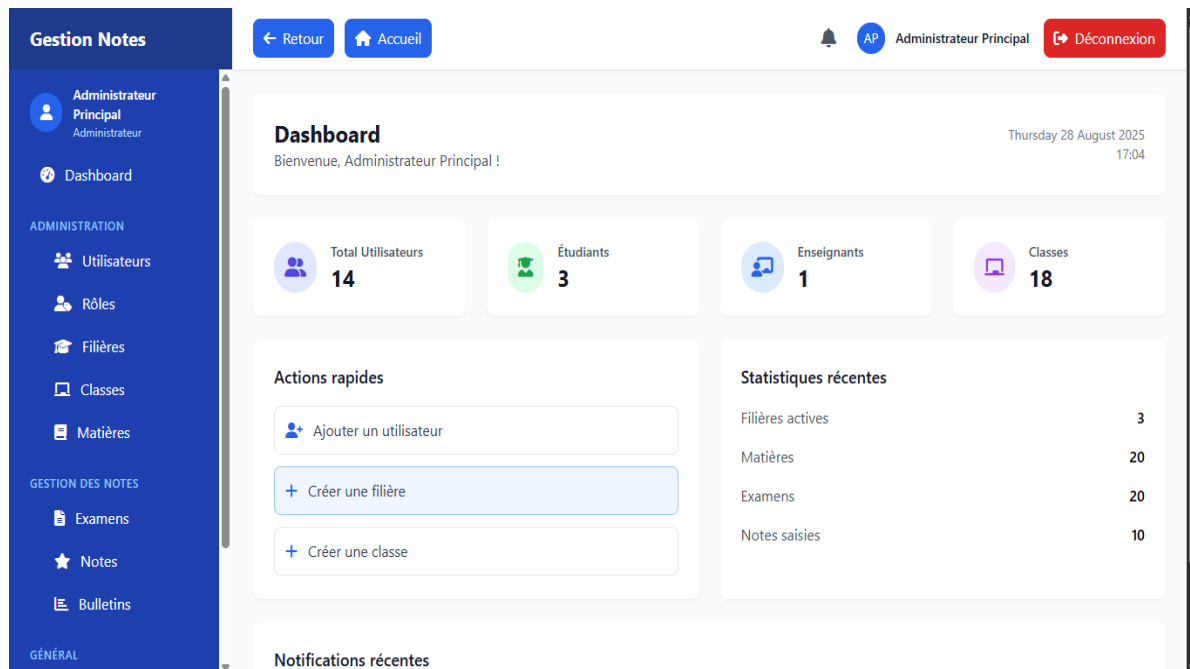 Gestion Notes
Retour
Accueil
AP
Administrateur Principal
Déconnexion
Administrateur
Principal
Administrateur
Dashboard
ADMINISTRATION
Utilisateurs
Rôles
Filières
Classes
Matières
GESTION DES NOTES
Examens
Notes
Bulletins
GÉNÉRAL
Dashboard
Bienvenue, Administrateur Principal !
Thursday 28 August 2025
17:04
Total Utilisateurs
14
Étudiants
3
Enseignants
1
Classes
18
Actions rapides
Ajouter un utilisateur
Créer une filière
Créer une classe
Statistiques récentes
Filières actives 3
Matières 20
Examens 20
Notes saisies 10
Notifications récentes